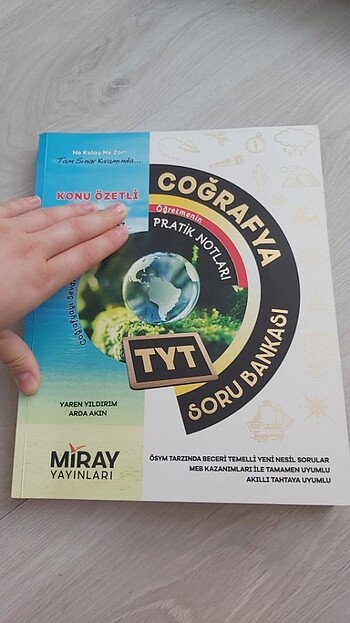 Ne Kolay Ne Zor!
Tam Sınav Kıvamında...
KONU ÖZETLİ
COĞRAFYA
Öğretmenin
PRATİK NOTLARI
Coğrafyayı
TYT
SORU BANKASI
YAREN YILDIRIM
ARDA AKIN
MİRAY
YAYINLARI
ÖSYM TARZINDA BECERİ TEMELLİ YENİ NESİL SORULAR
MEB KAZANIMLARI İLE TAMAMEN UYUMLU
AKILLI TAHTAYA UYUMLU